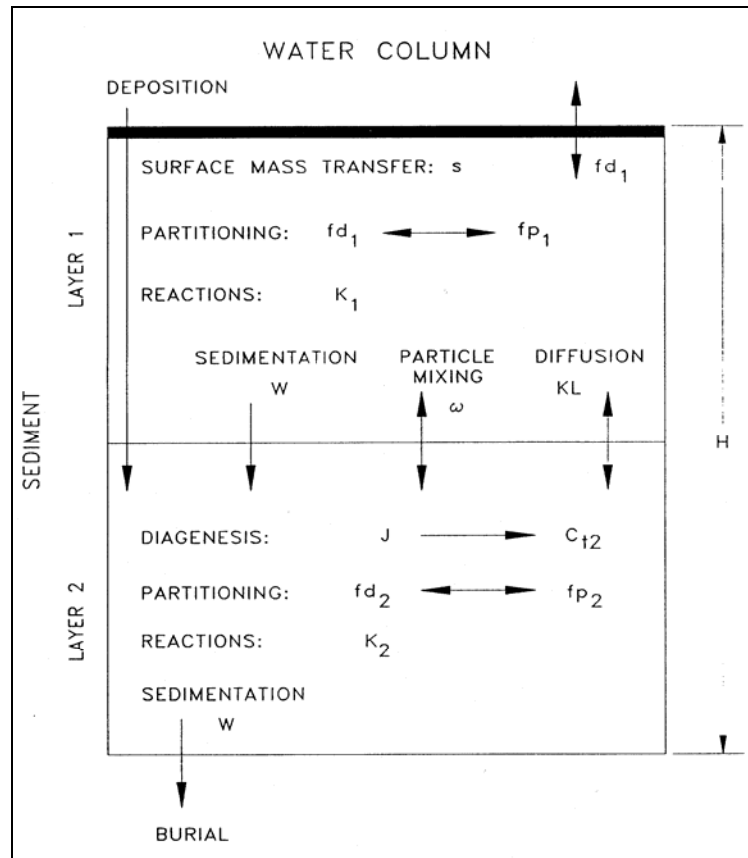 WATER COLUMN
DEPOSITION
SURFACE MASS TRANSFER: s fd1
PARTITIONING: fd1 fp1
REACTIONS: K1
SEDIMENTATION PARTICLE DIFFUSION
W MIXING KL
ω
LAYER 1
SEDIMENT
H
DIAGENESIS: J Ct2
PARTITIONING: fd2 fp2
REACTIONS: K2
LAYER 2
SEDIMENTATION
W
BURIAL